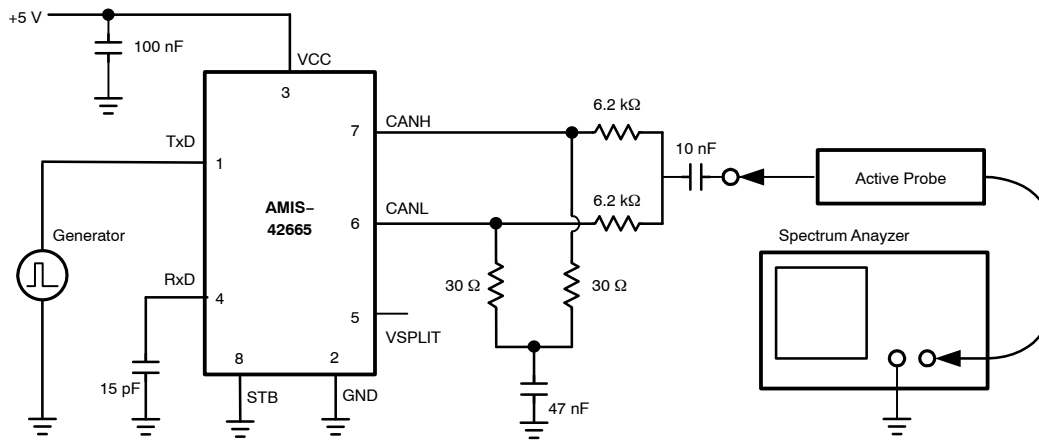 +5 V
100 nF
VCC
3
6.2 kΩ
7
CANH
TxD
1
10 nF
Active Probe
AMIS−
42665
6
CANL
6.2 kΩ
Generator
Spectrum Anayzer
RxD
4
30 Ω
30 Ω
5
VSPLIT
8
2
15 pF
STB
GND
47 nF